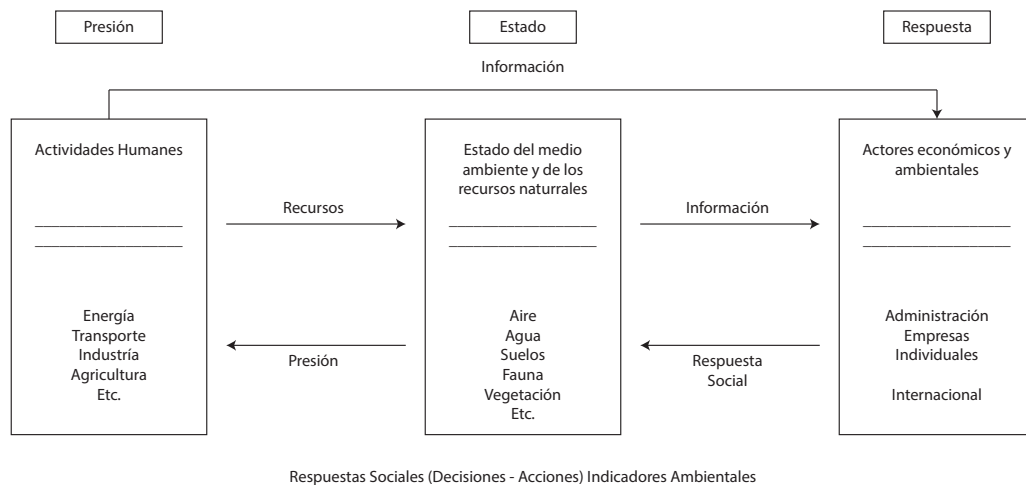 Presión
Estado
Respuesta
Información
Actividades Humanes
Estado del medio
ambiente y de los
recursos naturrales
Actores económicos y
ambientales
Recursos
Información
Energía
Transporte
Industría
Agricultura
Etc.
Presión
Aire
Agua
Suelos
Fauna
Vegetación
Etc.
Respuesta
Social
Administración
Empresas
Individuales
Internacional
Respuestas Sociales (Decisiones - Acciones) Indicadores Ambientales